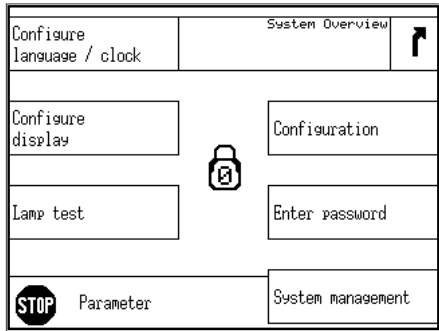 Configure
language / clock
System Overview
Configure
display
Configuration
0
Lamp test
Enter password
STOP
Parameter
System management